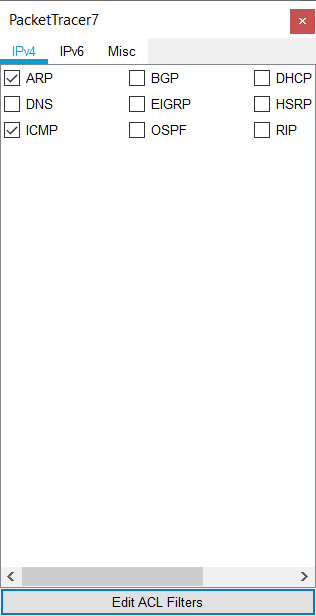 PacketTracer7
IPv4 IPv6 Misc
ARP BGP DHCP
DNS EIGRP HSRP
ICMP OSPF RIP
Edit ACL Filters